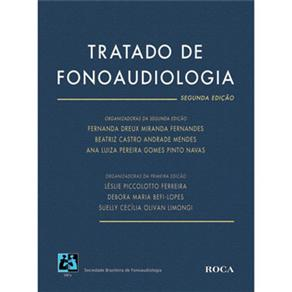 TRATADO DE
FONOAUDIOLOGIA
SEGUNDA EDIÇÃO
ORGANIZADORAS DA SEGUNDA EDIÇÃO
FERNANDA DREUX MIRANDA FERNANDES
BEATRIZ CASTRO ANDRADE MENDES
ANA LUIZA PEREIRA GOMES PINTO NAVAS
ORGANIZADORAS DA PRIMEIRA EDIÇÃO
LÉSLIE PICCOLOTTO FERREIRA
DEBORA MARIA BEFI-LOPES
SUELLY CECÍLIA OLIVAN LIMONGI
Sociedade Brasileira de Fonoaudiologia
ROCA